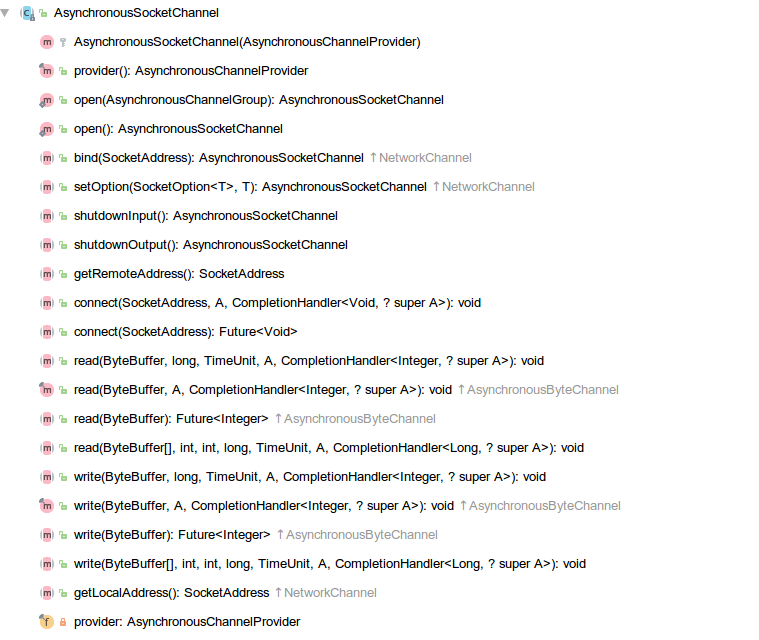 AsynchronousSocketChannel
AsynchronousSocketChannel(AsynchronousChannelProvider)
provider(): AsynchronousChannelProvider
open(AsynchronousChannelGroup): AsynchronousSocketChannel
open(): AsynchronousSocketChannel
bind(SocketAddress): AsynchronousSocketChannel ↑NetworkChannel
setOption(SocketOption<T>, T): AsynchronousSocketChannel ↑NetworkChannel
shutdownInput(): AsynchronousSocketChannel
shutdownOutput(): AsynchronousSocketChannel
getRemoteAddress(): SocketAddress
connect(SocketAddress, A, CompletionHandler<Void, ? super A>): void
connect(SocketAddress): Future<Void>
read(ByteBuffer, long, TimeUnit, A, CompletionHandler<Integer, ? super A>): void
read(ByteBuffer, A, CompletionHandler<Integer, ? super A>): void ↑AsynchronousByteChannel
read(ByteBuffer): Future<Integer> ↑AsynchronousByteChannel
read(ByteBuffer[], int, int, long, TimeUnit, A, CompletionHandler<Long, ? super A>): void
write(ByteBuffer, long, TimeUnit, A, CompletionHandler<Integer, ? super A>): void
write(ByteBuffer, A, CompletionHandler<Integer, ? super A>): void ↑AsynchronousByteChannel
write(ByteBuffer): Future<Integer> ↑AsynchronousByteChannel
write(ByteBuffer[], int, int, long, TimeUnit, A, CompletionHandler<Long, ? super A>): void
getLocalAddress(): SocketAddress ↑NetworkChannel
provider: AsynchronousChannelProvider